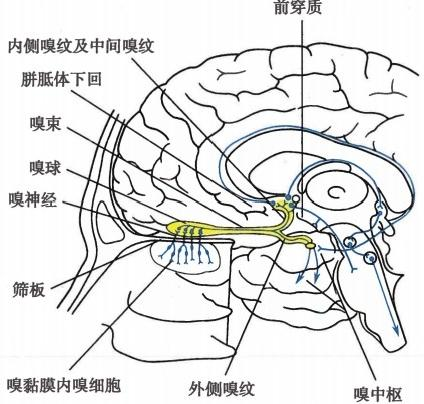 前穿质
内侧嗅纹及中间嗅纹
胼胝体下回
嗅束
嗅球
嗅神经
筛板
嗅黏膜内嗅细胞
外侧嗅纹
嗅中枢